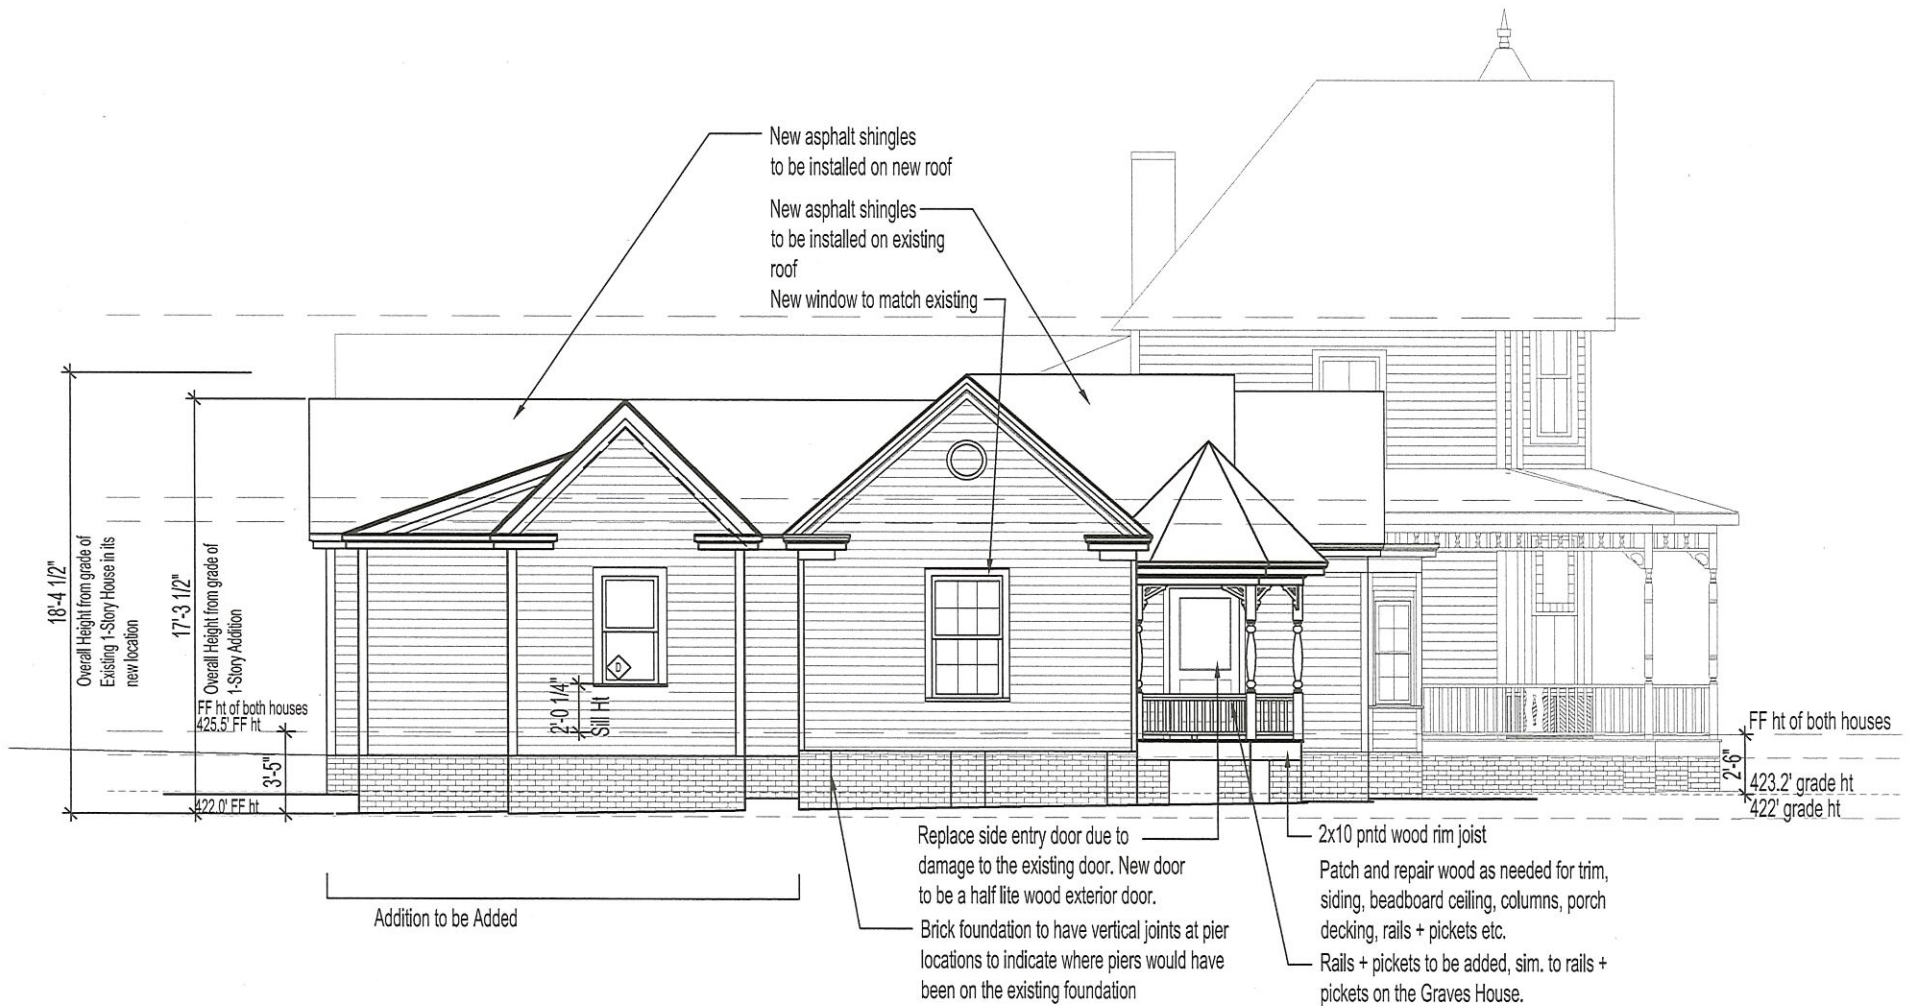 New asphalt shingles
to be installed on new roof
New asphalt shingles
to be installed on existing
roof
New window to match existing
18'-4 1/2"
Overall Height from grade of
Existing 1-Story House in its
new location
17'-3 1/2"
Overall Height from grade of
1-Story Addition
FF ht of both houses
425.5' FF ht
3'-5"
422.0' FF ht
D
2'-0 1/4"
Sill Ht
FF ht of both houses
2'-6"
423.2' grade ht
422' grade ht
Addition to be Added
Replace side entry door due to
damage to the existing door. New door
to be a half lite wood exterior door.
Brick foundation to have vertical joints at pier
locations to indicate where piers would have
been on the existing foundation
2x10 pntd wood rim joist
Patch and repair wood as needed for trim,
siding, beadboard ceiling, columns, porch
decking, rails + pickets etc.
Rails + pickets to be added, sim. to rails +
pickets on the Graves House.